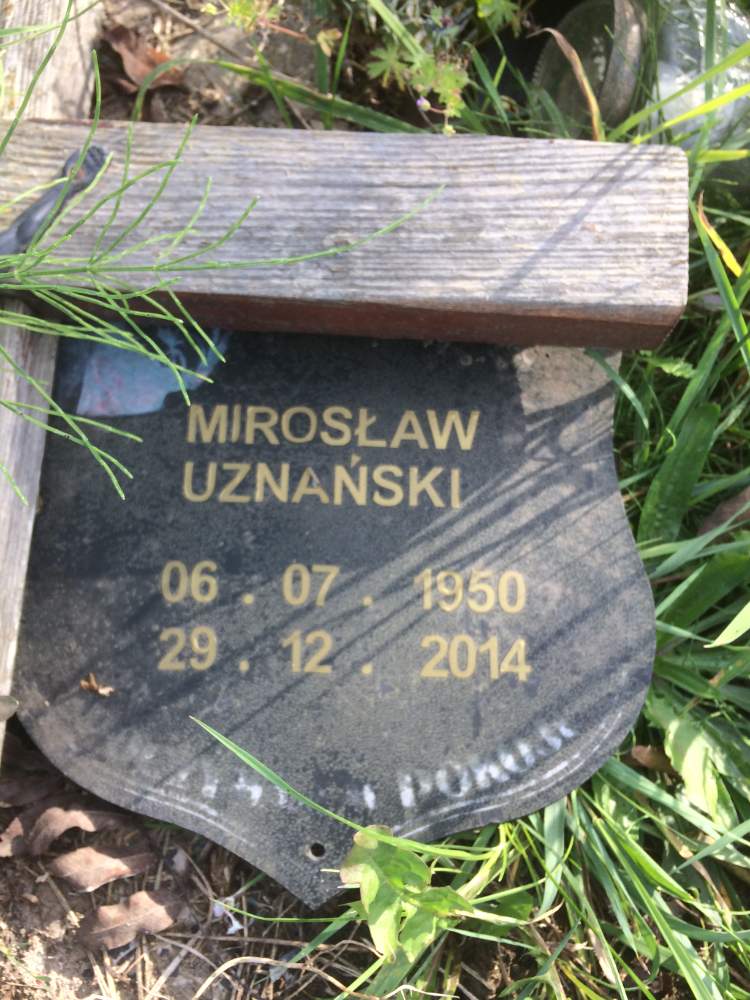 MIROSŁAW
UZNAŃSKI
06 . 07 . 1950
29 . 12 . 2014